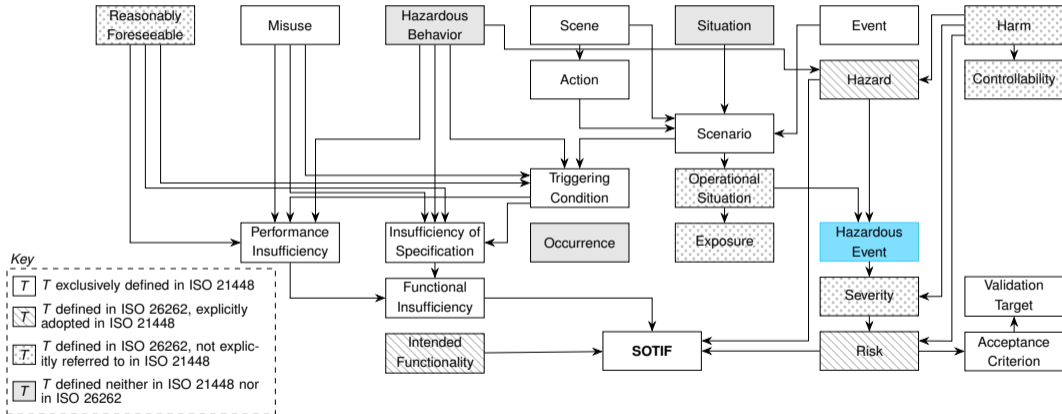 Reasonably
Foreseeable
Misuse
Hazardous
Behavior
Scene
Situation
Event
Harm
Action
Hazard
Controllability
Scenario
Triggering
Condition
Operational
Situation
Performance
Insufficiency
Insufficiency of
Specification
Occurrence
Exposure
Hazardous
Event
Functional
Insufficiency
Severity
Validation
Target
Intended
Functionality
SOTIF
Risk
Acceptance
Criterion
Key
T T exclusively defined in ISO 21448
T T defined in ISO 26262, explicitly
adopted in ISO 21448
T T defined in ISO 26262, not explic-
itly referred to in ISO 21448
T T defined neither in ISO 21448 nor
in ISO 26262